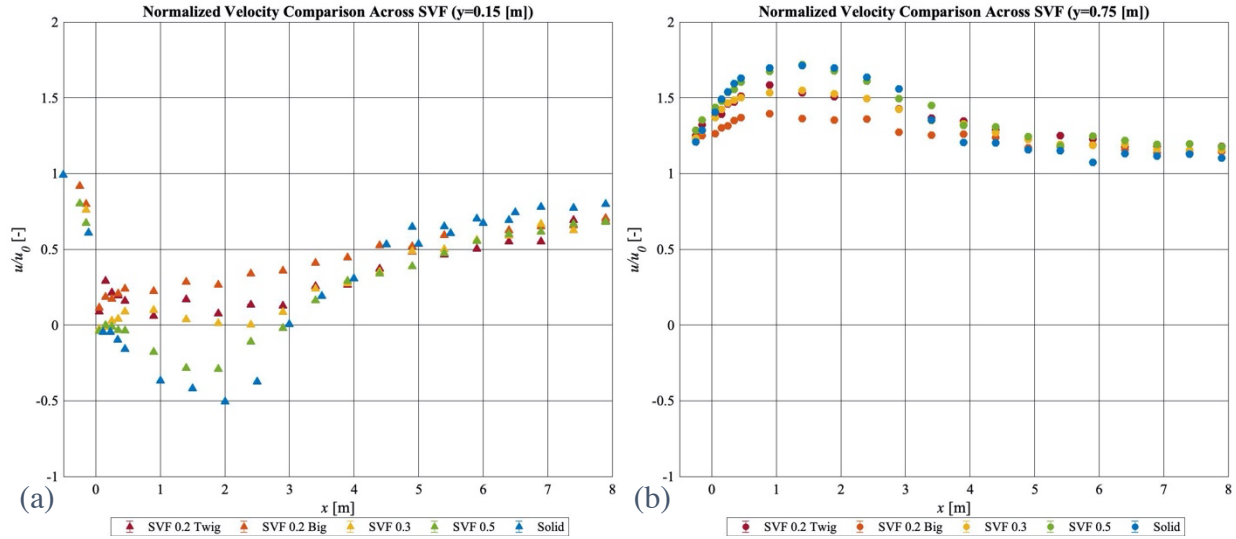 Normalized Velocity Comparison Across SVF (y=0.15 [m])
2
1.5
1
0.5
0
-0.5
-1
u/u0 [-]
0 1 2 3 4 5 6 7 8
x [m]
(a)
SVF 0.2 Twig SVF 0.2 Big SVF 0.3 SVF 0.5 Solid
Normalized Velocity Comparison Across SVF (y=0.75 [m])
2
1.5
1
0.5
0
-0.5
-1
u/u0 [-]
0 1 2 3 4 5 6 7 8
x [m]
(b)
SVF 0.2 Twig SVF 0.2 Big SVF 0.3 SVF 0.5 Solid